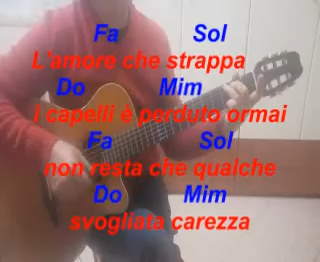 Fa Sol
L'amore che strappa
Do Mim
i capelli è perduto ormai
Fa Sol
non resta che qualche
Do Mim
svogliata carezza